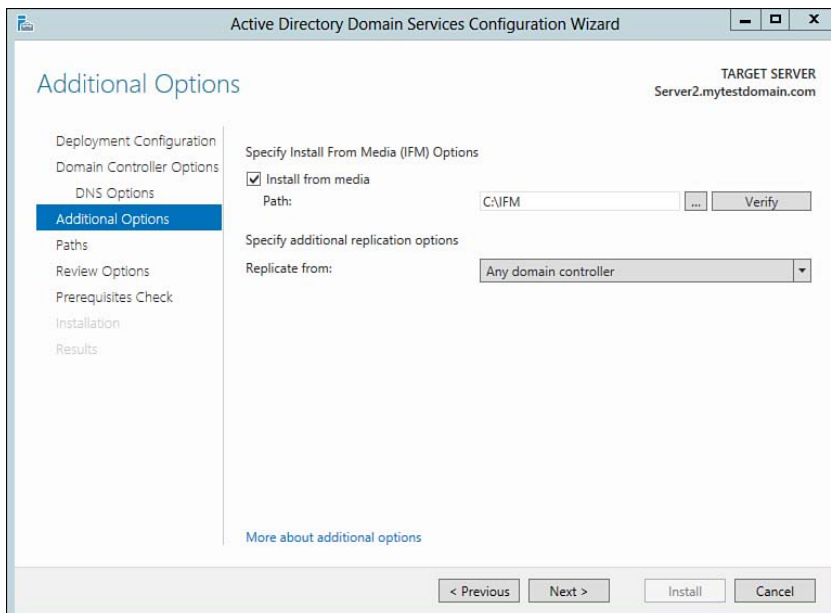 Active Directory Domain Services Configuration Wizard
Additional Options
TARGET SERVER
Server2.mytestdomain.com
Deployment Configuration
Domain Controller Options
DNS Options
Additional Options
Paths
Review Options
Prerequisites Check
Installation
Results
Specify Install From Media (IFM) Options
Install from media
Path: C:\IFM ... Verify
Specify additional replication options
Replicate from: Any domain controller
More about additional options
< Previous Next > Install Cancel